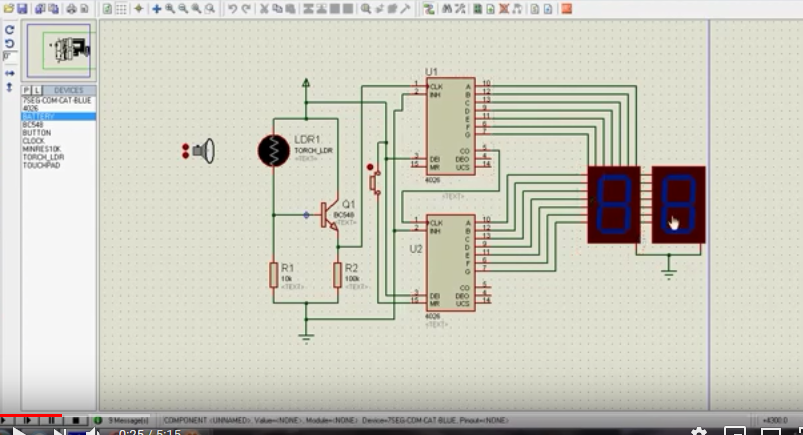 P L DEVICES
7SEG-COM-CAT-BLUE
4026
BATTERY
BC548
BUTTON
CLOCK
MINRES10K
TORCH_LDR
TOUCHPAD
0°
LDR1
TORCH_LDR
<TEXT>
Q1
BC548
<TEXT>
R1
10k
<TEXT>
R2
100k
<TEXT>
U1
1 CLK A 10
2 INH B 12
C 13
D 9
E 11
F 6
G 7
CO 5
3 DEI DEO 4
15 MR UCS 14
4026
<TEXT>
U2
1 CLK A 10
2 INH B 12
C 13
D 9
E 11
F 6
G 7
CO 5
3 DEI DEO 4
15 MR UCS 14
4026
<TEXT>
9 Message(s) COMPONENT (UNNAMED), Value=<NONE>, Module=<NONE> Device=7SEG-COM-CAT-BLUE, Pinout=<NONE> +4300.0
0:25 / 5:15